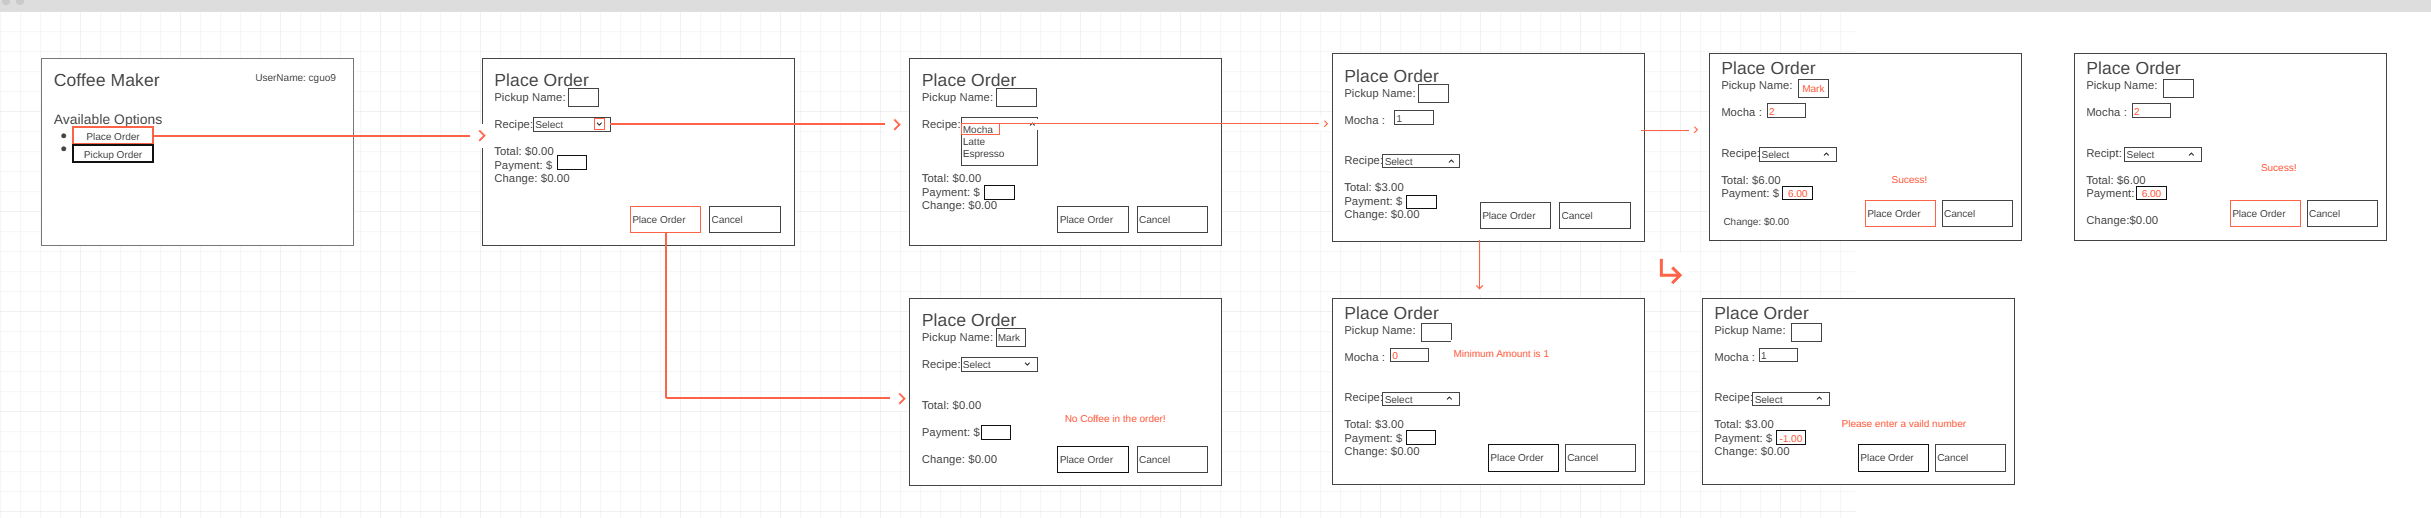 Coffee Maker
UserName: cguo9
Available Options
Place Order
Pickup Order
Place Order
Pickup Name:
Recipe: Select
Total: $0.00
Payment: $
Change: $0.00
Place Order
Cancel
Place Order
Pickup Name:
Recipe:
Mocha
Latte
Espresso
Total: $0.00
Payment: $
Change: $0.00
Place Order
Cancel
Place Order
Pickup Name:
Mocha : 1
Recipe: Select
Total: $3.00
Payment: $
Change: $0.00
Place Order
Cancel
Place Order
Pickup Name: Mark
Mocha : 2
Recipe: Select
Total: $6.00
Sucess!
Payment: $ 6.00
Change: $0.00
Place Order
Cancel
Place Order
Pickup Name:
Mocha : 2
Recipt: Select
Sucess!
Total: $6.00
Payment: 6.00
Change:$0.00
Place Order
Cancel
Place Order
Pickup Name: Mark
Recipe: Select
Total: $0.00
No Coffee in the order!
Payment: $
Change: $0.00
Place Order
Cancel
Place Order
Pickup Name:
Mocha : 0
Minimum Amount is 1
Recipe: Select
Total: $3.00
Payment: $
Change: $0.00
Place Order
Cancel
Place Order
Pickup Name:
Mocha : 1
Recipe: Select
Total: $3.00
Please enter a vaild number
Payment: $ -1.00
Change: $0.00
Place Order
Cancel